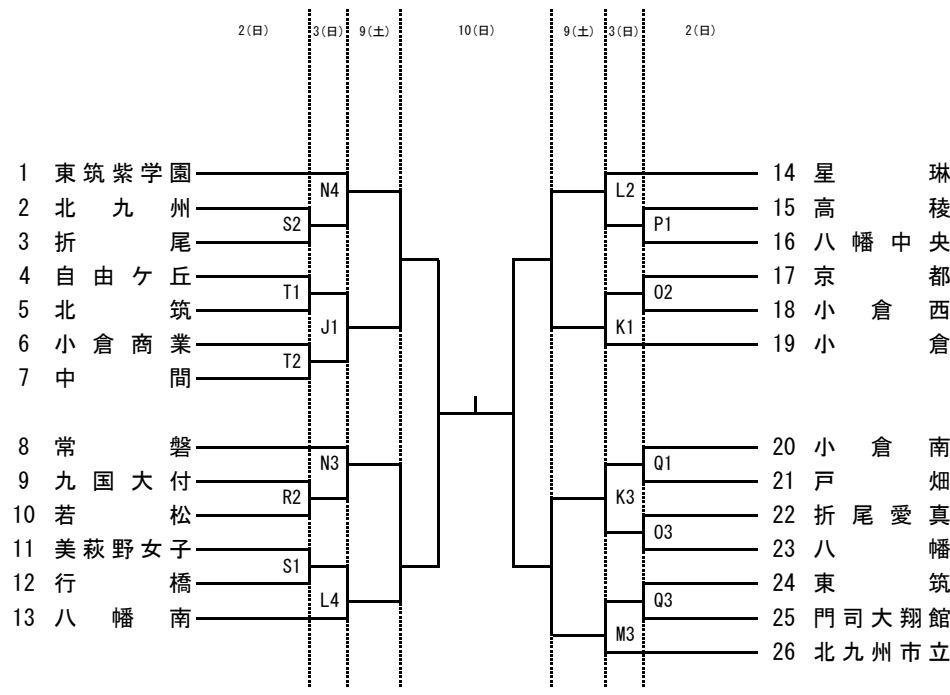 2(日) 3(日) 9(土) 10(日) 9(土) 3(日) 2(日)
1 東筑紫学園
N4
2 北九州
S2
3 折尾
4 自由ケ丘
T1
5 北筑
J1
6 小倉商業
T2
7 中間
8 常磐
N3
9 九国大付
R2
10 若松
11 美萩野女子
S1
12 行橋
L4
13 八幡南
14 星琳
L2
15 高稜
P1
16 八幡中央
17 京都
O2
18 小倉西
K1
19 小倉
20 小倉南
Q1
21 戸畑
K3
22 折尾愛真
O3
23 八幡
24 東筑
Q3
25 門司大翔館
M3
26 北九州市立